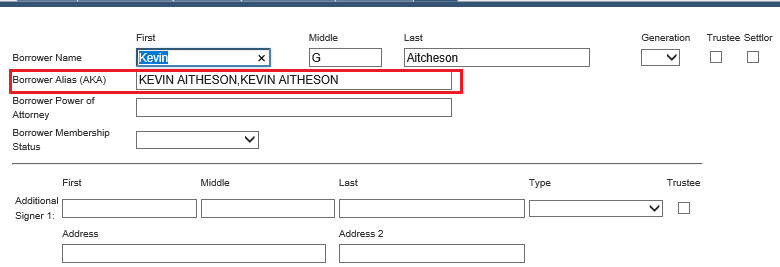 First Middle Last Generation Trustee Settlor
Borrower Name Kevin G Aitcheson
Borrower Alias (AKA) KEVIN AITHESON,KEVIN AITHESON
Borrower Power of
Attorney
Borrower Membership
Status
First Middle Last Type Trustee
Additional
Signer 1:
Address Address 2